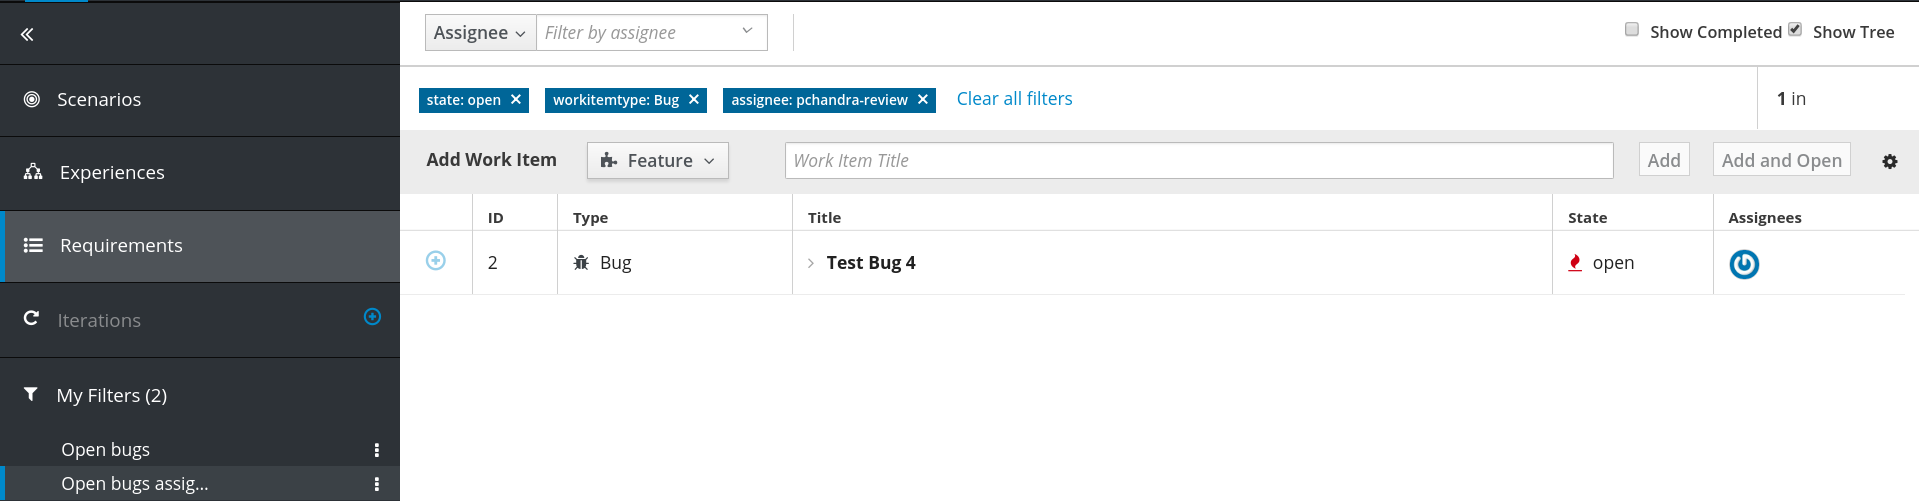 Assignee Filter by assignee Show Completed Show Tree
Scenarios
Experiences
Requirements
Iterations
My Filters (2)
Open bugs
Open bugs assig...
state: open workitemtype: Bug assignee: pchandra-review Clear all filters 1 in
Add Work Item Feature Work Item Title Add Add and Open
ID Type Title State Assignees
2 Bug Test Bug 4 open